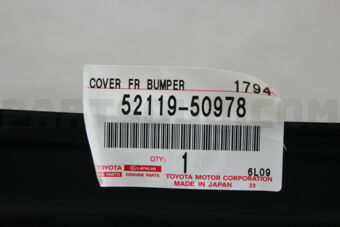 COVER FR BUMPER 1794
52119-50978
QTY:
1
6L09
TOYOTA LEXUS
GENUINE PARTS
TOYOTA MOTOR CORPORATION
MADE IN JAPAN 23